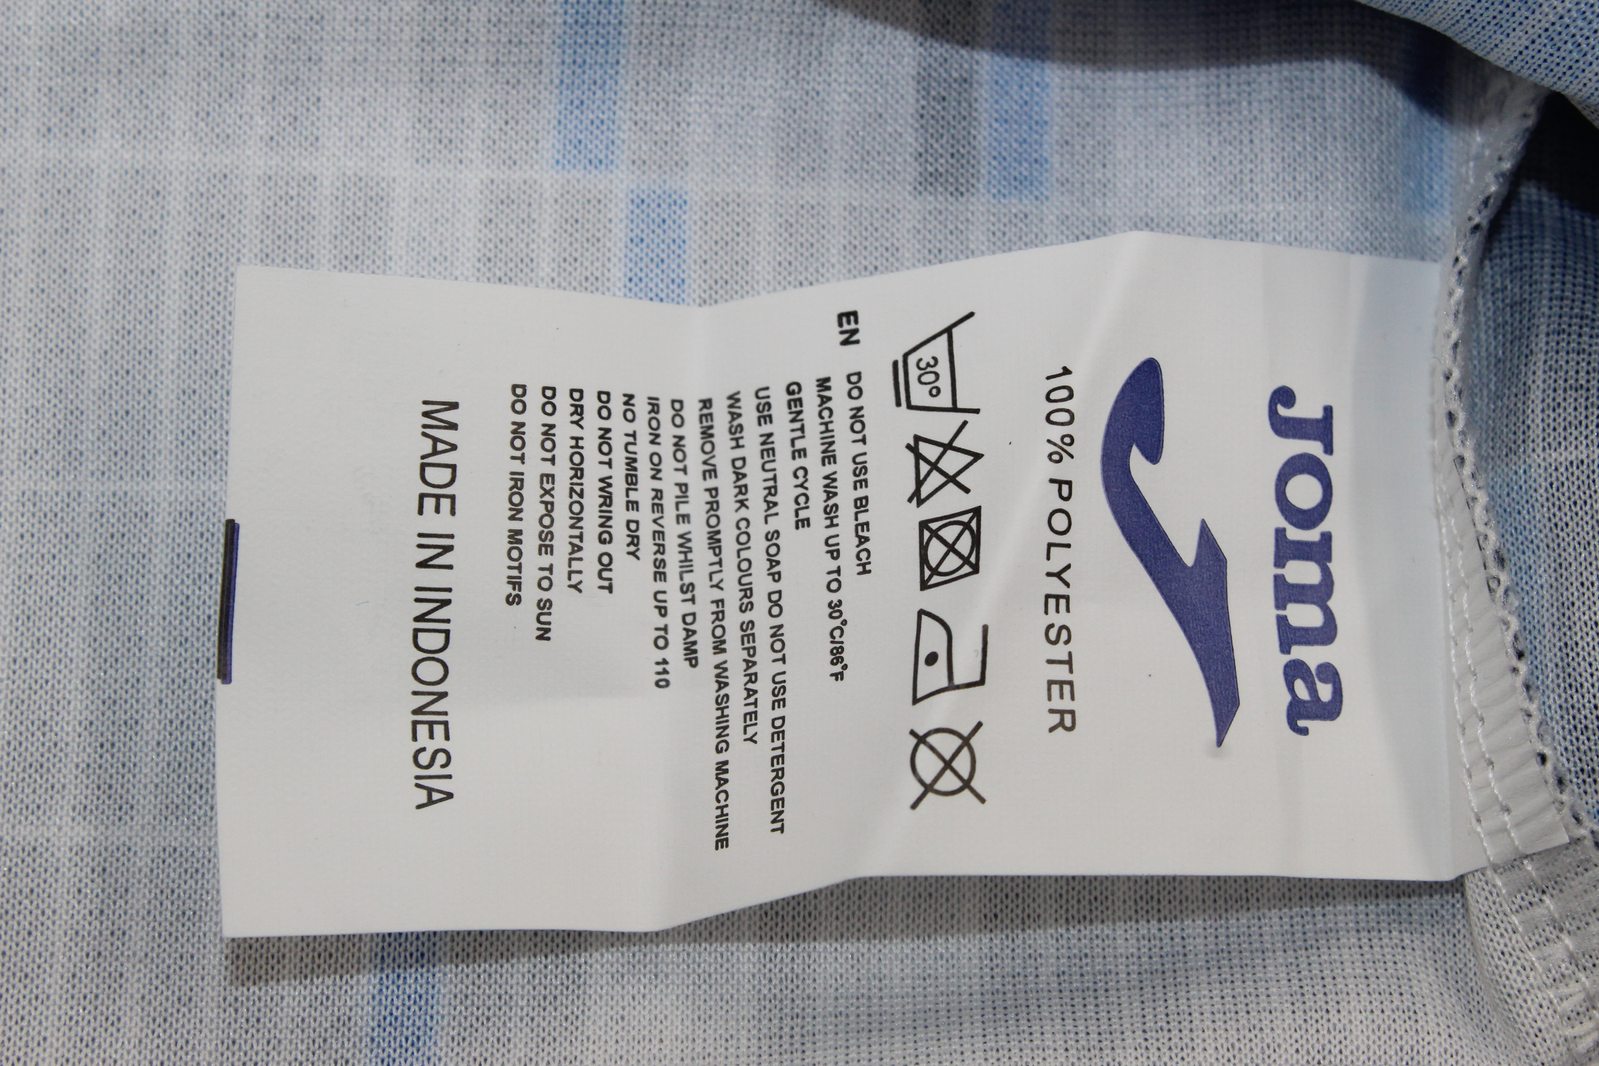 Joma
100% POLYESTER
30°
EN DO NOT USE BLEACH
MACHINE WASH UP TO 30°C/86°F
GENTLE CYCLE
USE NEUTRAL SOAP DO NOT USE DETERGENT
WASH DARK COLOURS SEPARATELY
REMOVE PROMPTLY FROM WASHING MACHINE
DO NOT PILE WHILST DAMP
IRON ON REVERSE UP TO 110
NO TUMBLE DRY
DO NOT WRING OUT
DRY HORIZONTALLY
DO NOT EXPOSE TO SUN
DO NOT IRON MOTIFS
MADE IN INDONESIA